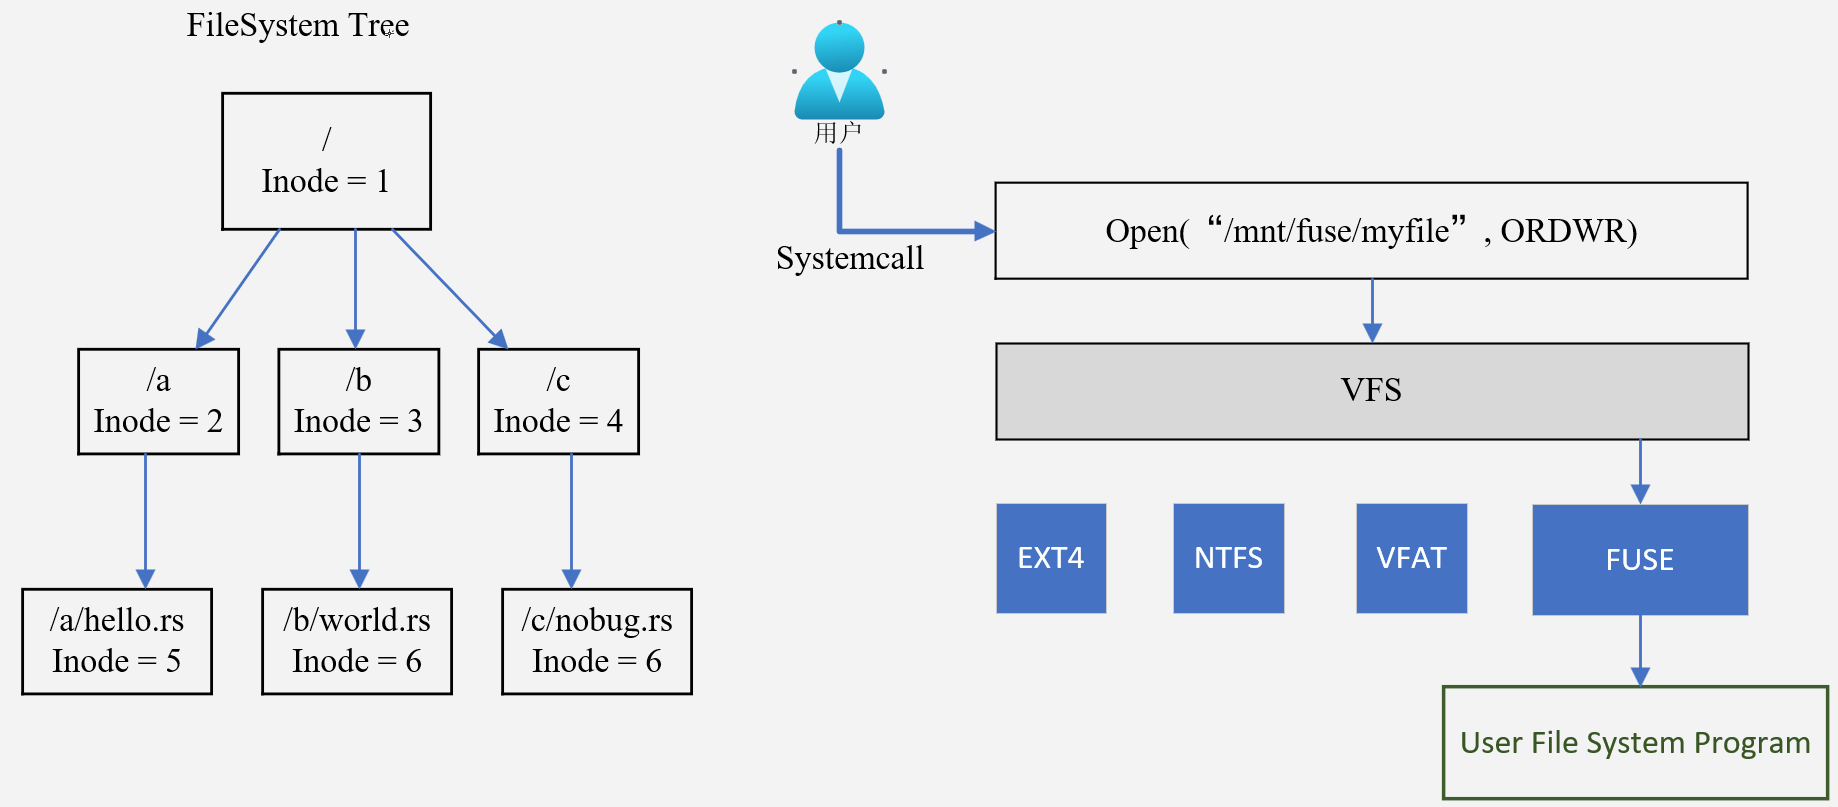 FileSystem Tree
/
Inode = 1
/a
Inode = 2
/b
Inode = 3
/c
Inode = 4
/a/hello.rs
Inode = 5
/b/world.rs
Inode = 6
/c/nobug.rs
Inode = 6
用户
Systemcall
Open(“/mnt/fuse/myfile”, ORDWR)
VFS
EXT4
NTFS
VFAT
FUSE
User File System Program